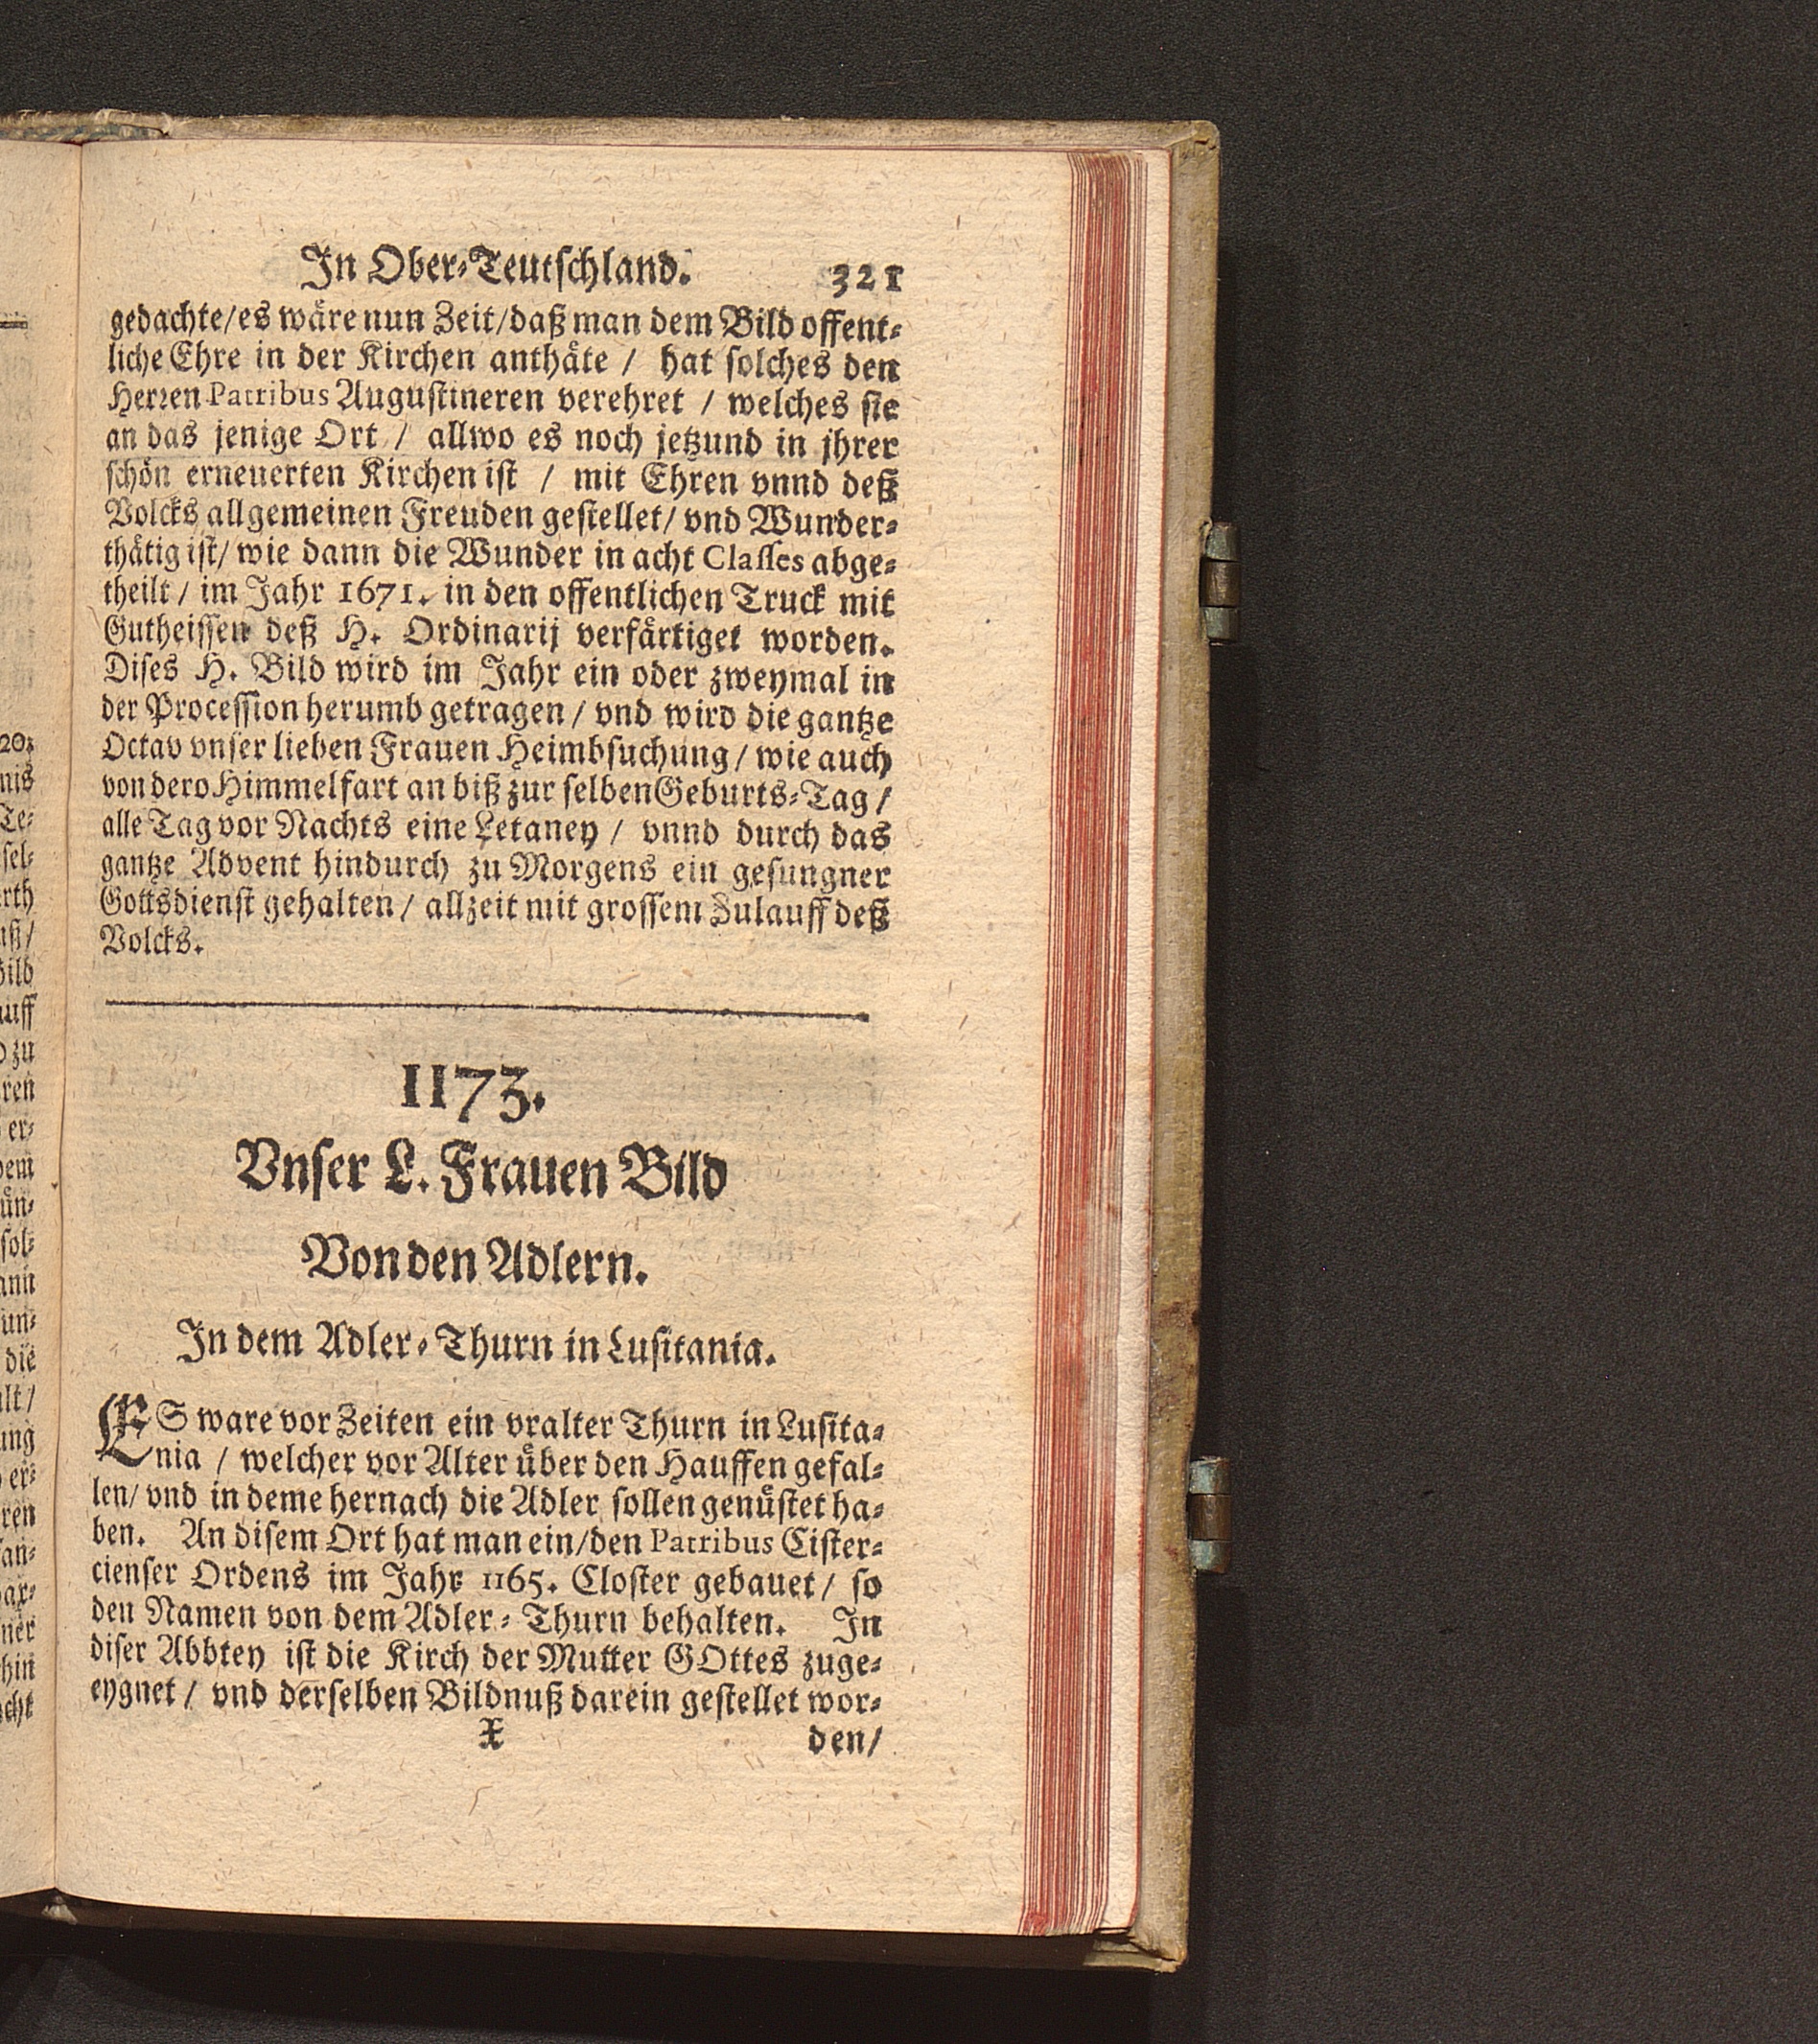 In Ober-Teutschland. 321
gedachte/es wäre nun Zeit/daß man dem Bild offent-
liche Ehre in der Kirchen anthäte / hat solches den
Herren Patribus Augustineren verehret / welches sie
an das jenige Ort / allwo es noch jetzund in jhrer
schön erneuerten Kirchen ist / mit Ehren vnnd deß
Volcks allgemeinen Freuden gestellet/ vnd Wunder-
thätig ist/ wie dann die Wunder in acht Classes abge-
theilt / im Jahr 1671. in den offentlichen Truck mit
Gutheissen deß H. Ordinarij verfärtiget worden.
Dises H. Bild wird im Jahr ein oder zweymal in
der Procession herumb getragen / vnd wird die gantze
Octav vnser lieben Frauen Heimbsuchung / wie auch
von dero Himmelfart an biß zur selben Geburts-Tag /
alle Tag vor Nachts eine Letaney / vnnd durch das
gantze Advent hindurch zu Morgens ein gesungner
Gottsdienst gehalten / allzeit mit grossem Zulauff deß
Volcks.
1173.
Vnser L. Frauen Bild
Von den Adlern.
In dem Adler-Thurn in Lusitania.
ES ware vor Zeiten ein vralter Thurn in Lusita-
nia / welcher vor Alter über den Hauffen gefal-
len/ vnd in deme hernach die Adler sollen genüstet ha-
ben. An disem Ort hat man ein/den Patribus Cister-
cienser Ordens im Jahr 1165. Closter gebauet / so
den Namen von dem Adler-Thurn behalten. In
diser Abbtey ist die Kirch der Mutter GOttes zuge-
eygnet / vnd derselben Bildnuß darein gestellet wor-
X den/